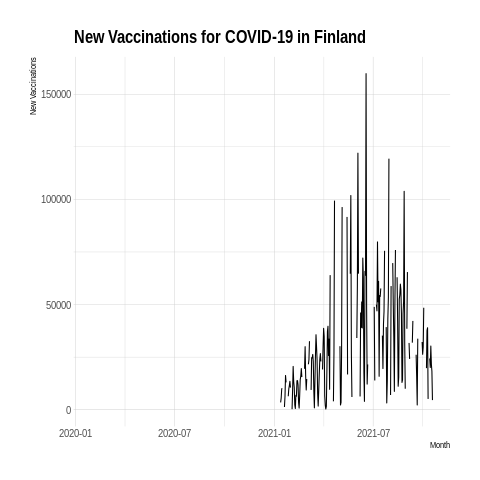 New Vaccinations for COVID-19 in Finland
New Vaccinations
150000
100000
50000
0
2020-01 2020-07 2021-01 2021-07
Month